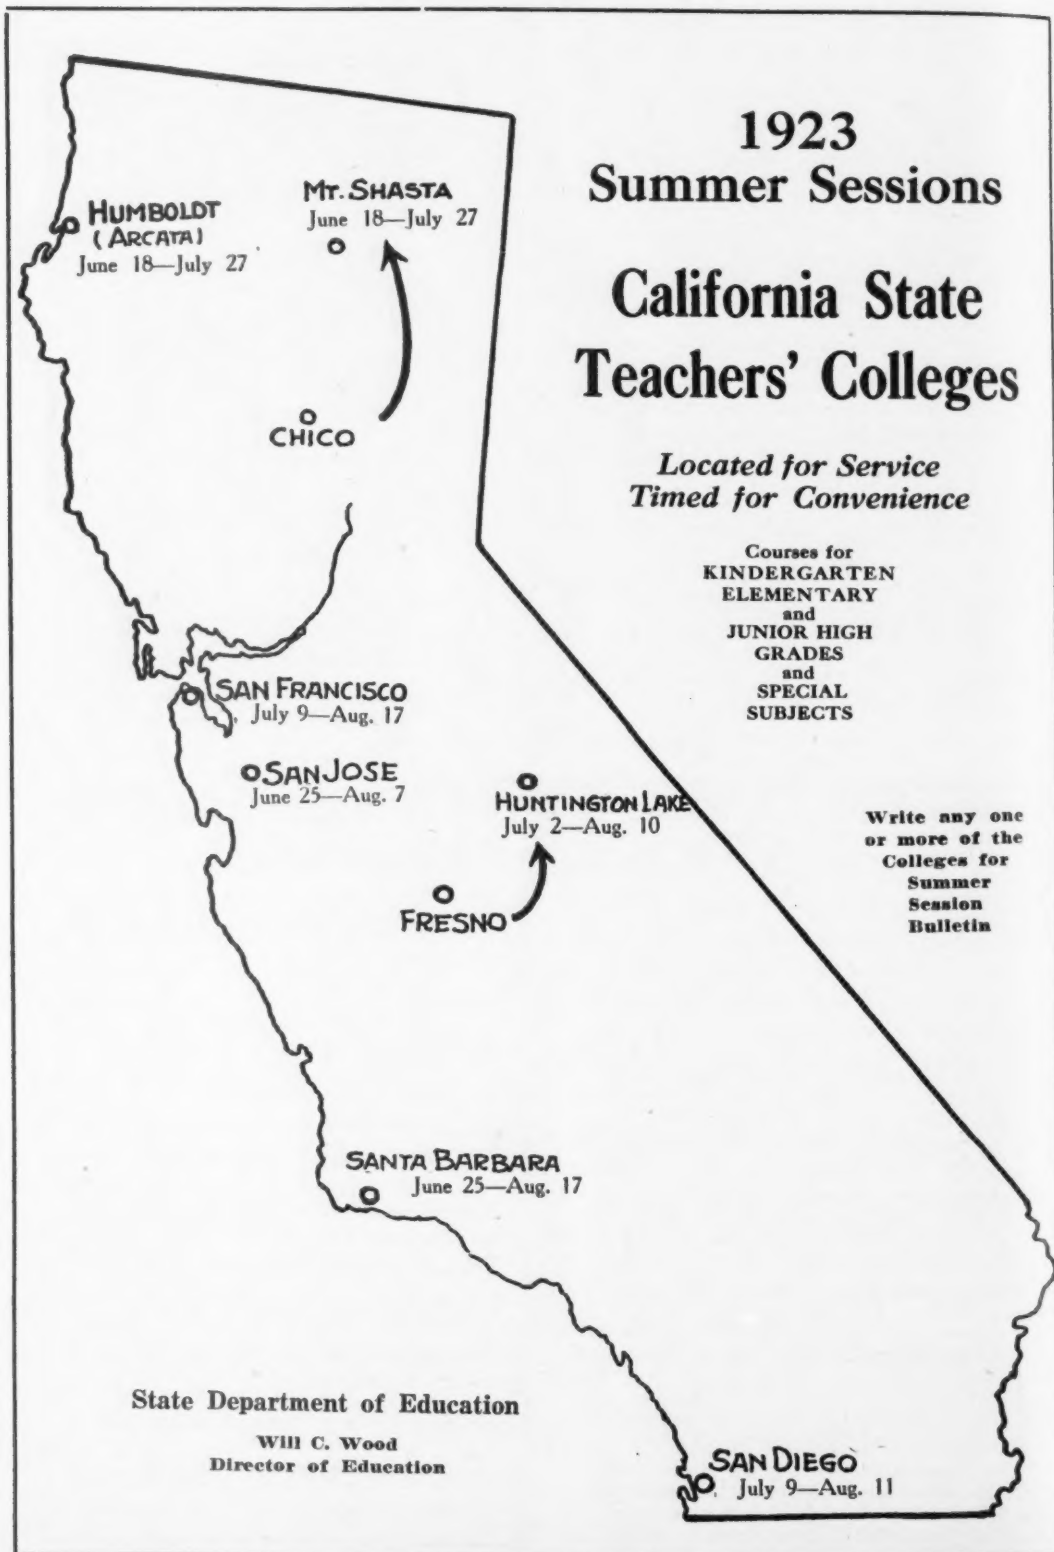 1923
Summer Sessions
California State
Teachers' Colleges
Located for Service
Timed for Convenience
Courses for
KINDERGARTEN
ELEMENTARY
and
JUNIOR HIGH
GRADES
and
SPECIAL
SUBJECTS
Write any one
or more of the
Colleges for
Summer
Session
Bulletin
HUMBOLDT
(ARCATA)
June 18—July 27
MT. SHASTA
June 18—July 27
CHICO
SAN FRANCISCO
July 9—Aug. 17
SAN JOSE
June 25—Aug. 7
HUNTINGTON LAKE
July 2—Aug. 10
FRESNO
SANTA BARBARA
June 25—Aug. 17
SAN DIEGO
July 9—Aug. 11
State Department of Education
Will C. Wood
Director of Education